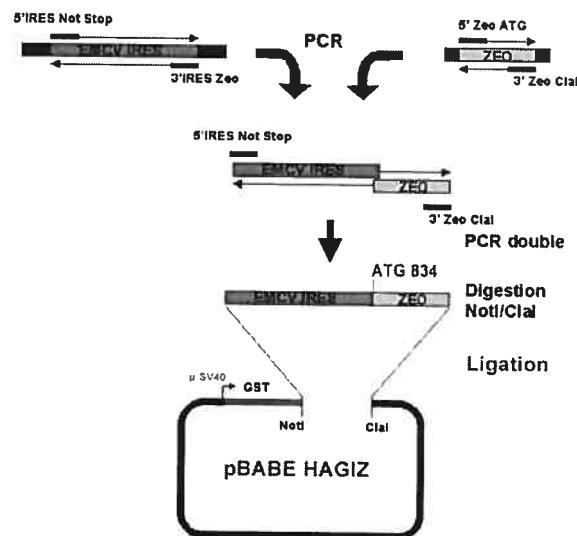 5'IRES Not Stop
PCR
5' Zeo ATG
EMCV IRES
ZEO
3'IRES Zeo
3' Zeo ClaI
5'IRES Not Stop
EMCV IRES
ZEO
3' Zeo ClaI
PCR double
ATG 834
EMCV IRES
ZEO
Digestion
NotI/ClaI
Ligation
p SV40
GST
NotI
ClaI
pBABE HAGIZ